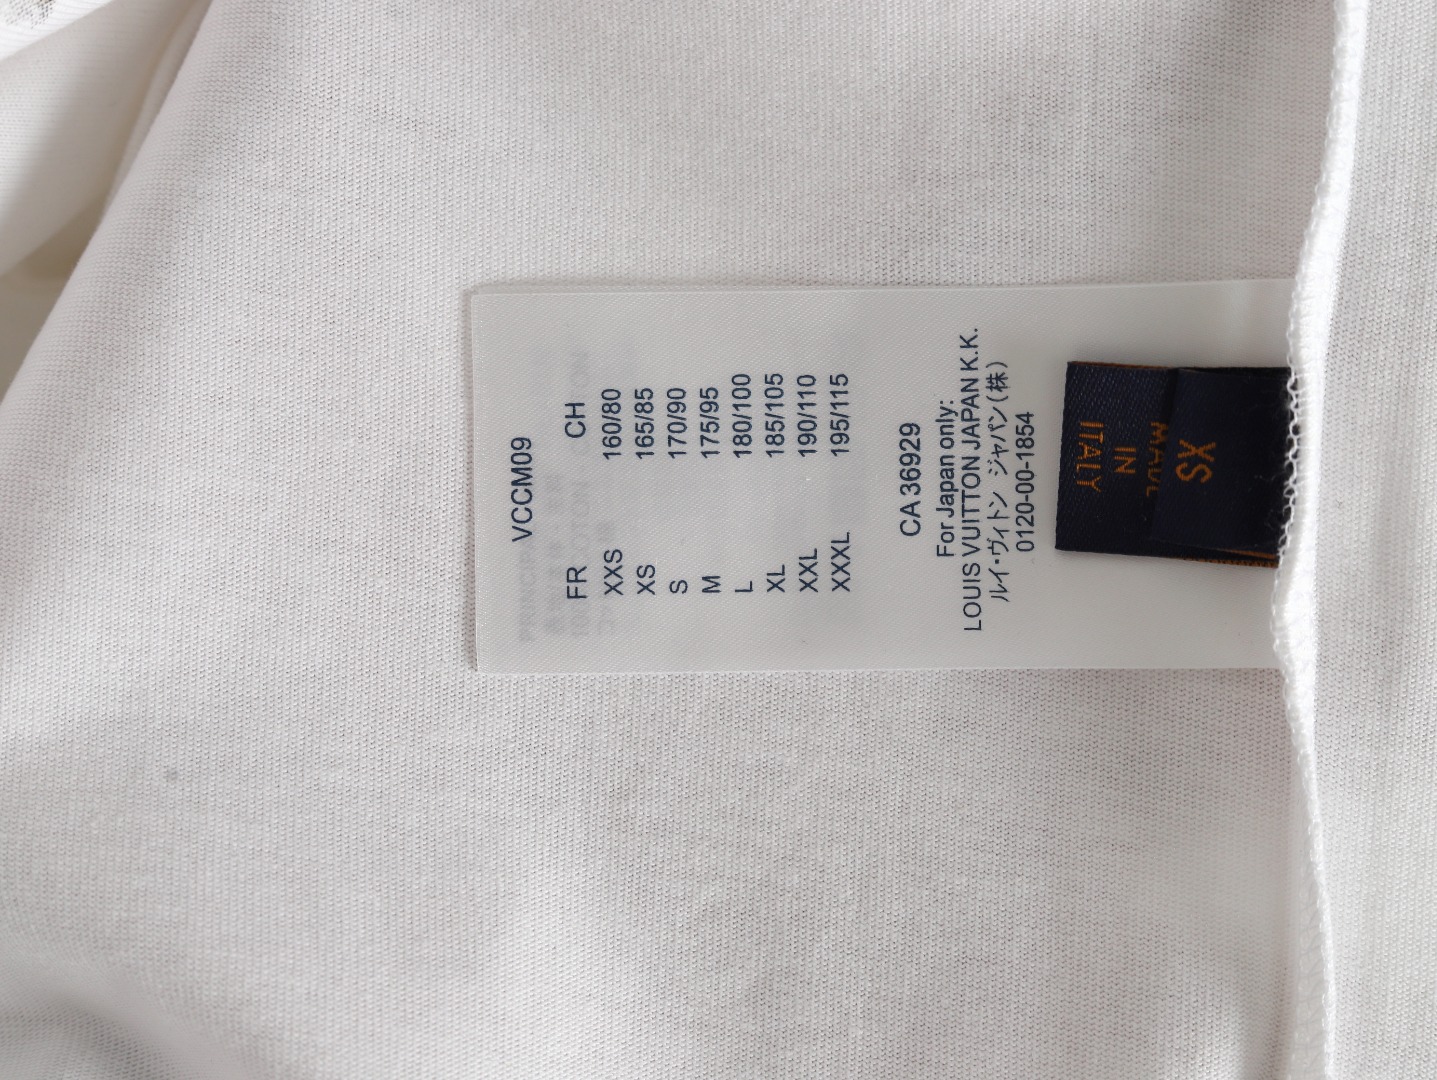 VCCM09
FR CH
XXS 160/80
XS 165/85
S 170/90
M 175/95
L 180/100
XL 185/105
XXL 190/110
XXXL 195/115
CA 36929
For Japan only:
LOUIS VUITTON JAPAN K.K.
ルイ・ヴィトン ジャパン(株)
0120-00-1854
XS
MADE
IN
ITALY